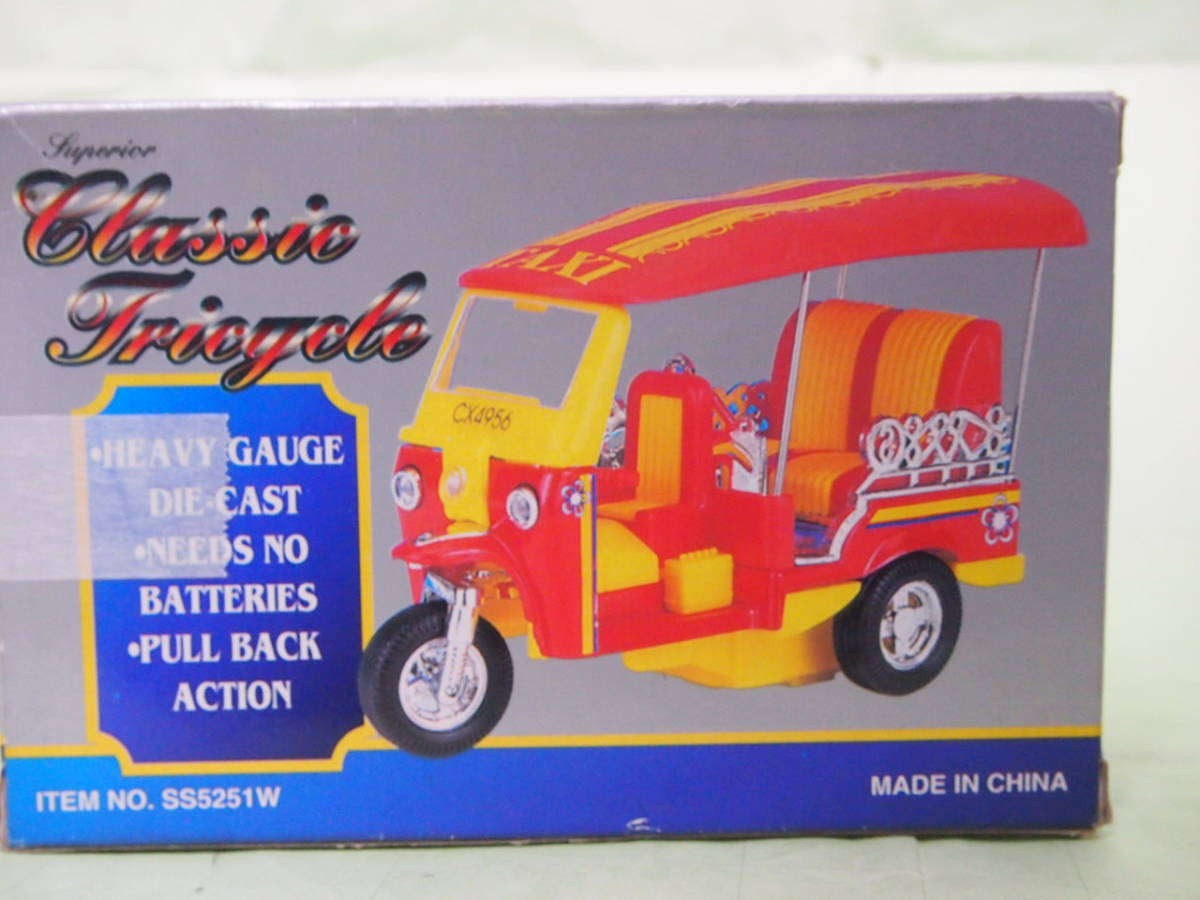 Superior
Classic
Tricycle
TAXI
CX4956
•HEAVY GAUGE
DIE-CAST
•NEEDS NO
BATTERIES
•PULL BACK
ACTION
ITEM NO. SS5251W
MADE IN CHINA